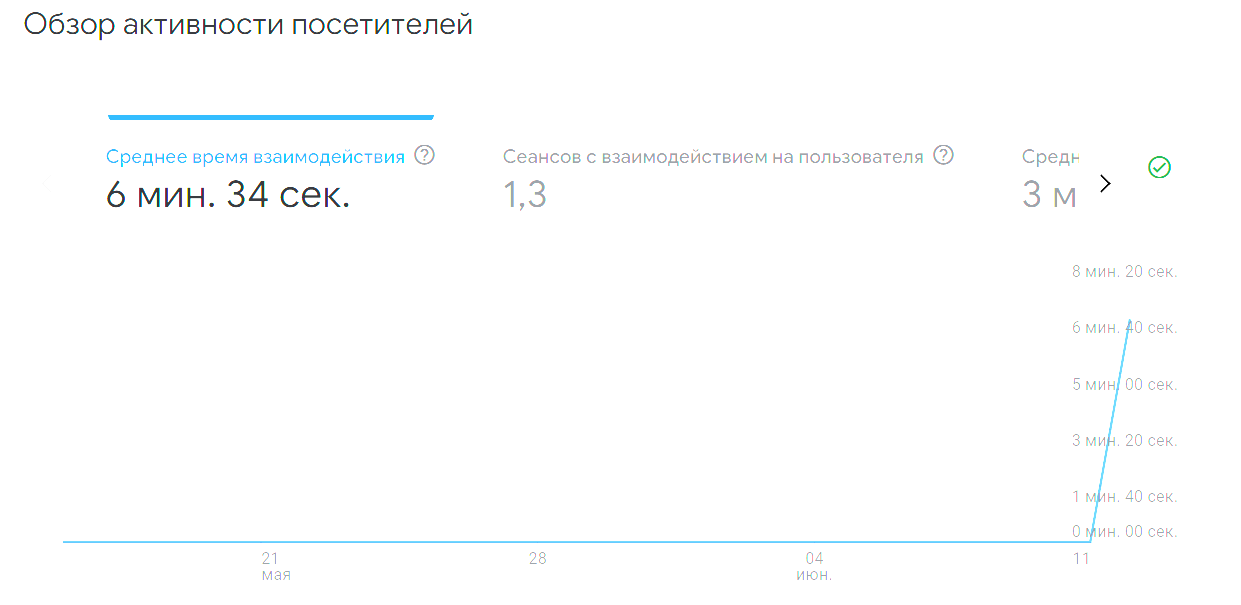 Обзор активности посетителей
Среднее время взаимодействия ?
6 мин. 34 сек.
Сеансов с взаимодействием на пользователя ?
1,3
Средн
3 м
8 мин. 20 сек.
6 мин. 40 сек.
5 мин. 00 сек.
3 мин. 20 сек.
1 мин. 40 сек.
0 мин. 00 сек.
21
мая
28
04
июн.
11